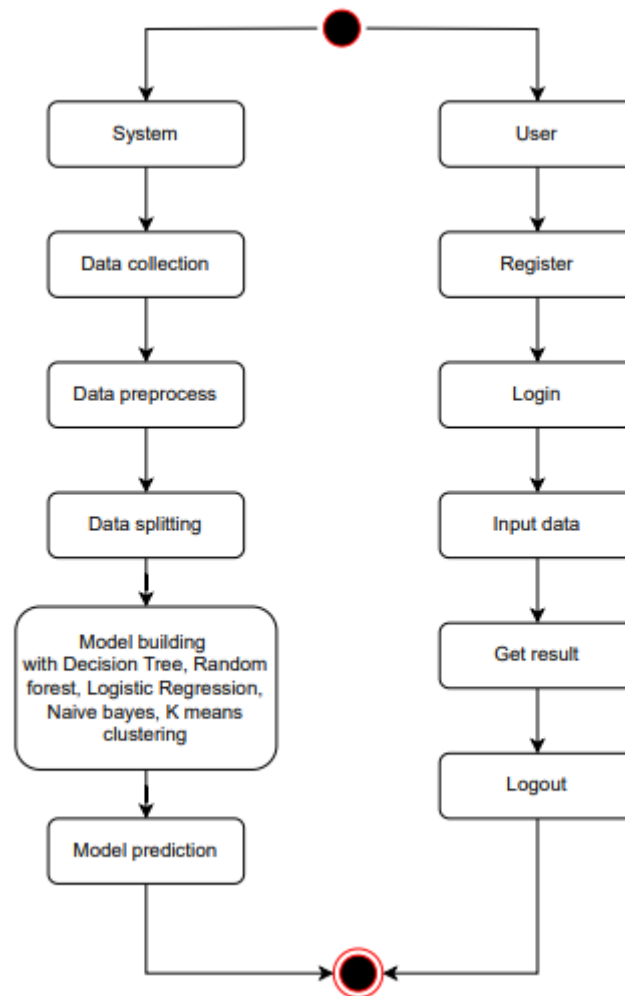 System
User
Data collection
Register
Data preprocess
Login
Data splitting
Input data
Model building
with Decision Tree, Random
forest, Logistic Regression,
Naive bayes, K means
clustering
Get result
Logout
Model prediction